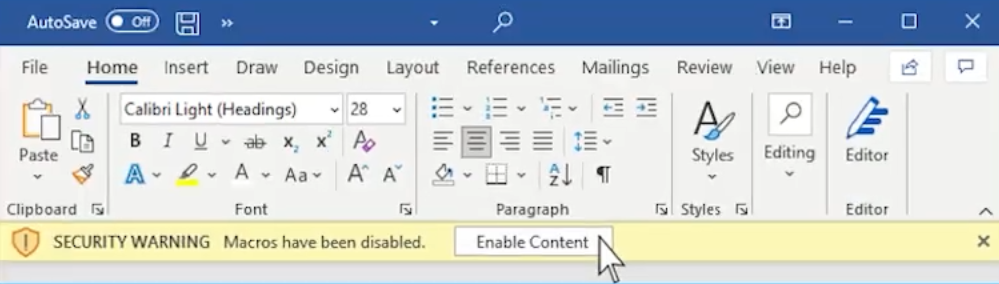 AutoSave Off
File Home Insert Draw Design Layout References Mailings Review View Help
Calibri Light (Headings) 28
B I U ab x₂ x² A
Paste Styles Editing Editor
A A Aa A A A Z ¶
Clipboard Font Paragraph Styles Editor
SECURITY WARNING Macros have been disabled. Enable Content